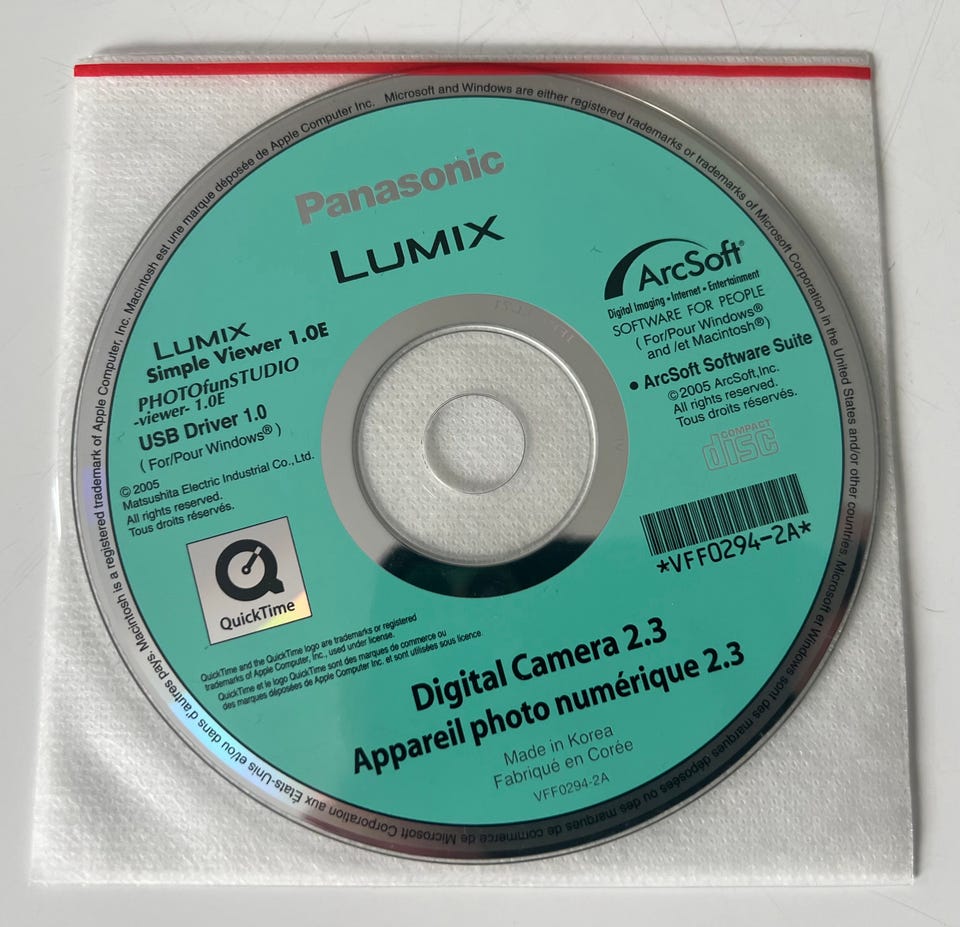 Macintosh is a registered trademark of Apple Computer, Inc. Macintosh est une marque déposée de Apple Computer Inc.
Microsoft and Windows are either registered trademarks or trademarks of Microsoft Corporation in the United States and/or other countries.
Microsoft et Windows sont des marques déposées ou des marques de commerce de Microsoft Corporation aux États-Unis et/ou dans d'autres pays.
Panasonic
LUMIX
LUMIX
Simple Viewer 1.0E
PHOTOfunSTUDIO
-viewer- 1.0E
USB Driver 1.0
( For/Pour Windows® )
© 2005
Matsushita Electric Industrial Co., Ltd.
All rights reserved.
Tous droits réservés.
QuickTime
QuickTime and the QuickTime logo are trademarks or registered
trademarks of Apple Computer, Inc., used under license.
QuickTime et le logo QuickTime sont des marques de commerce ou
des marques déposées de Apple Computer Inc. et sont utilisées sous licence.
ArcSoft®
Digital Imaging • Internet • Entertainment
SOFTWARE FOR PEOPLE
( For/Pour Windows®
and /et Macintosh®)
• ArcSoft Software Suite
© 2005 ArcSoft,Inc.
All rights reserved.
Tous droits réservés.
COMPACT
disc
*VFF0294-2A*
Digital Camera 2.3
Appareil photo numérique 2.3
Made in Korea
Fabriqué en Corée
VFF0294-2A